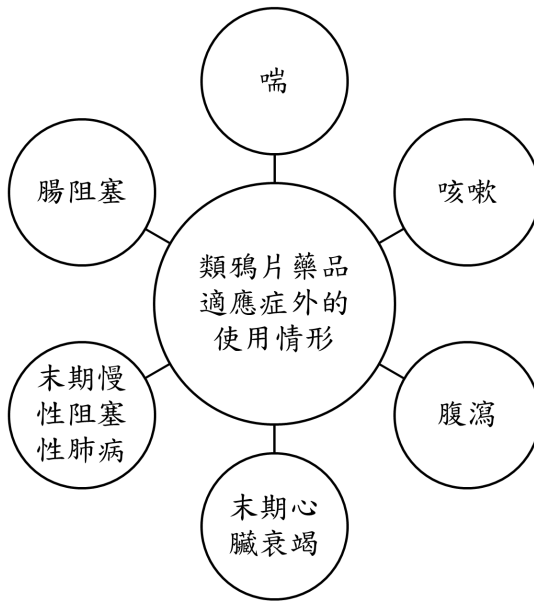 喘
腸阻塞
咳嗽
類鴉片藥品
適應症外的
使用情形
末期慢
性阻塞
性肺病
腹瀉
末期心
臟衰竭